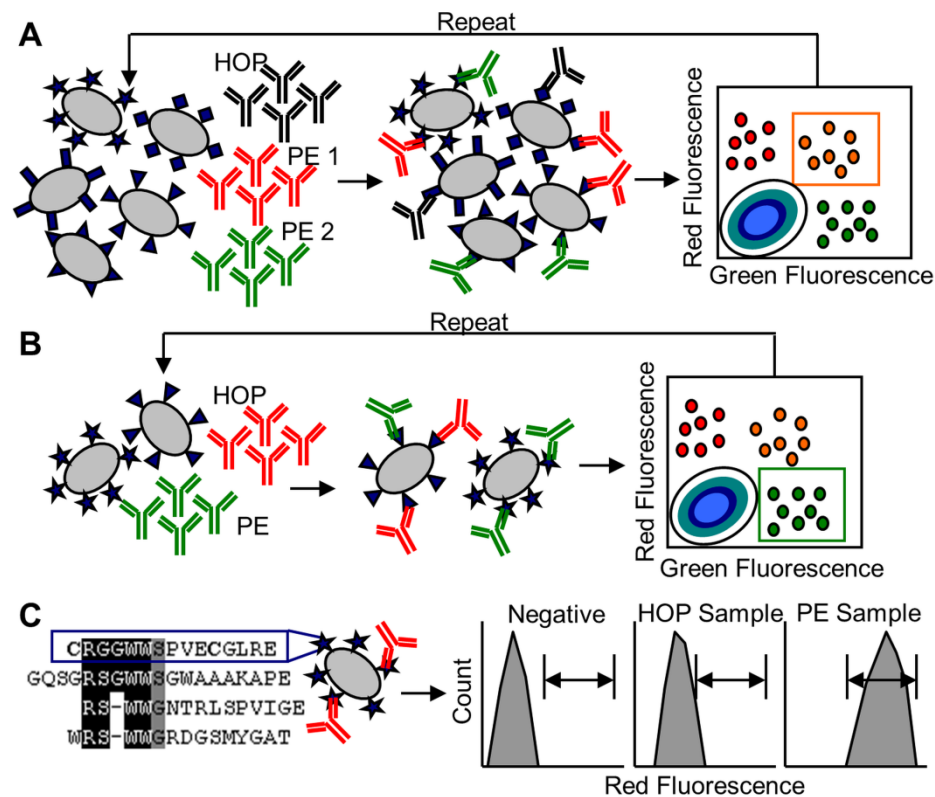 A
Repeat
HOP
PE 1
PE 2
Red Fluorescence
Green Fluorescence
B
Repeat
HOP
PE
Red Fluorescence
Green Fluorescence
C
CRGGWWSPVECGLRE
GQSGRSGWWSGWAAAKAPE
RS-WWGNTRLSPVIGE
WRS-WWGRDGSMYGAT
Negative
HOP Sample
PE Sample
Count
Red Fluorescence